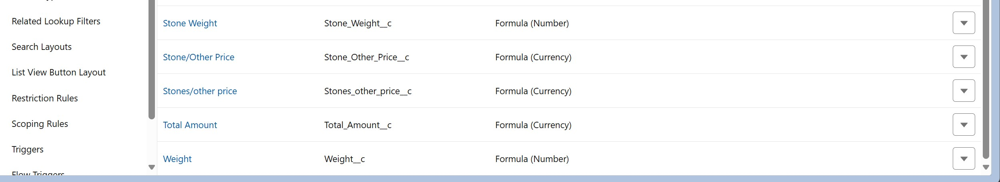 Related Lookup Filters
Search Layouts
List View Button Layout
Restriction Rules
Scoping Rules
Triggers
Flow Triggers
Stone Weight Stone_Weight__c Formula (Number)
Stone/Other Price Stone_Other_Price__c Formula (Currency)
Stones/other price Stones_other_price__c Formula (Currency)
Total Amount Total_Amount__c Formula (Currency)
Weight Weight__c Formula (Number)